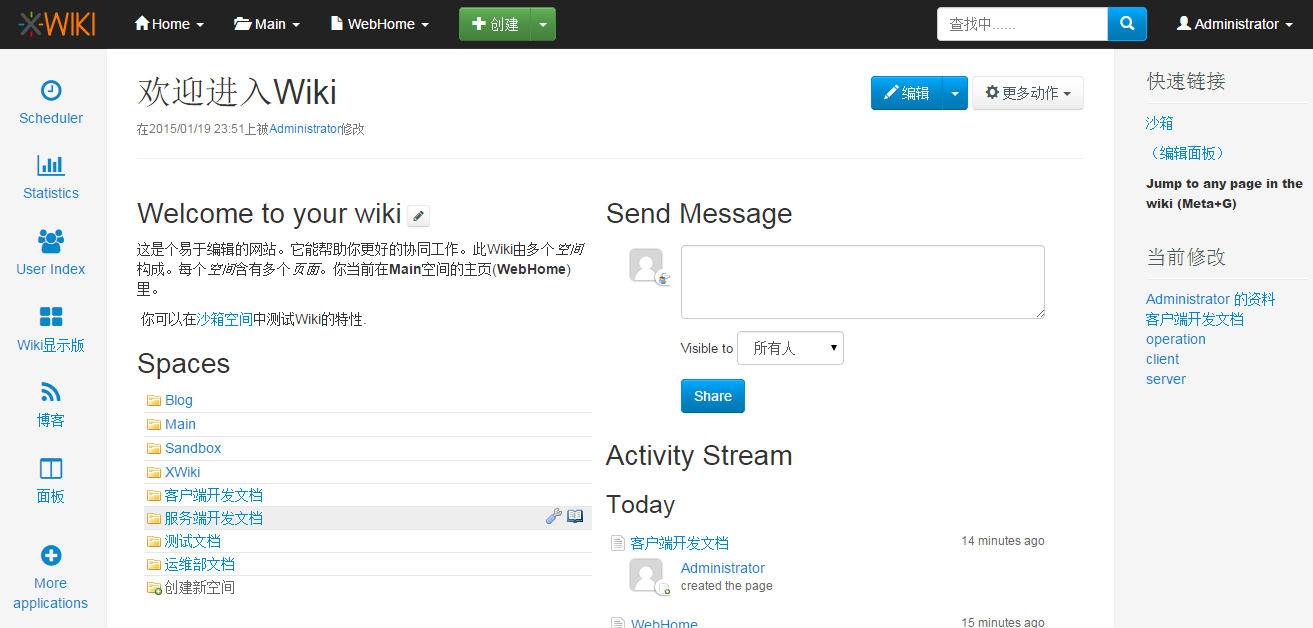 XWIKI
Home
Main
WebHome
创建
查找中......
Administrator
Scheduler
Statistics
User Index
Wiki显示版
博客
面板
More
applications
欢迎进入Wiki
在2015/01/19 23:51上被Administrator修改
编辑
更多动作
Welcome to your wiki
这是个易于编辑的网站。它能帮助你更好的协同工作。此Wiki由多个空间
构成。每个空间含有多个页面。你当前在Main空间的主页(WebHome)
里。
你可以在沙箱空间中测试Wiki的特性.
Spaces
Blog
Main
Sandbox
XWiki
客户端开发文档
服务端开发文档
测试文档
运维部文档
创建新空间
Send Message
Visible to 所有人
Share
Activity Stream
Today
客户端开发文档 14 minutes ago
Administrator
created the page
WebHome 15 minutes ago
快速链接
沙箱
（编辑面板）
Jump to any page in the
wiki (Meta+G)
当前修改
Administrator 的资料
客户端开发文档
operation
client
server